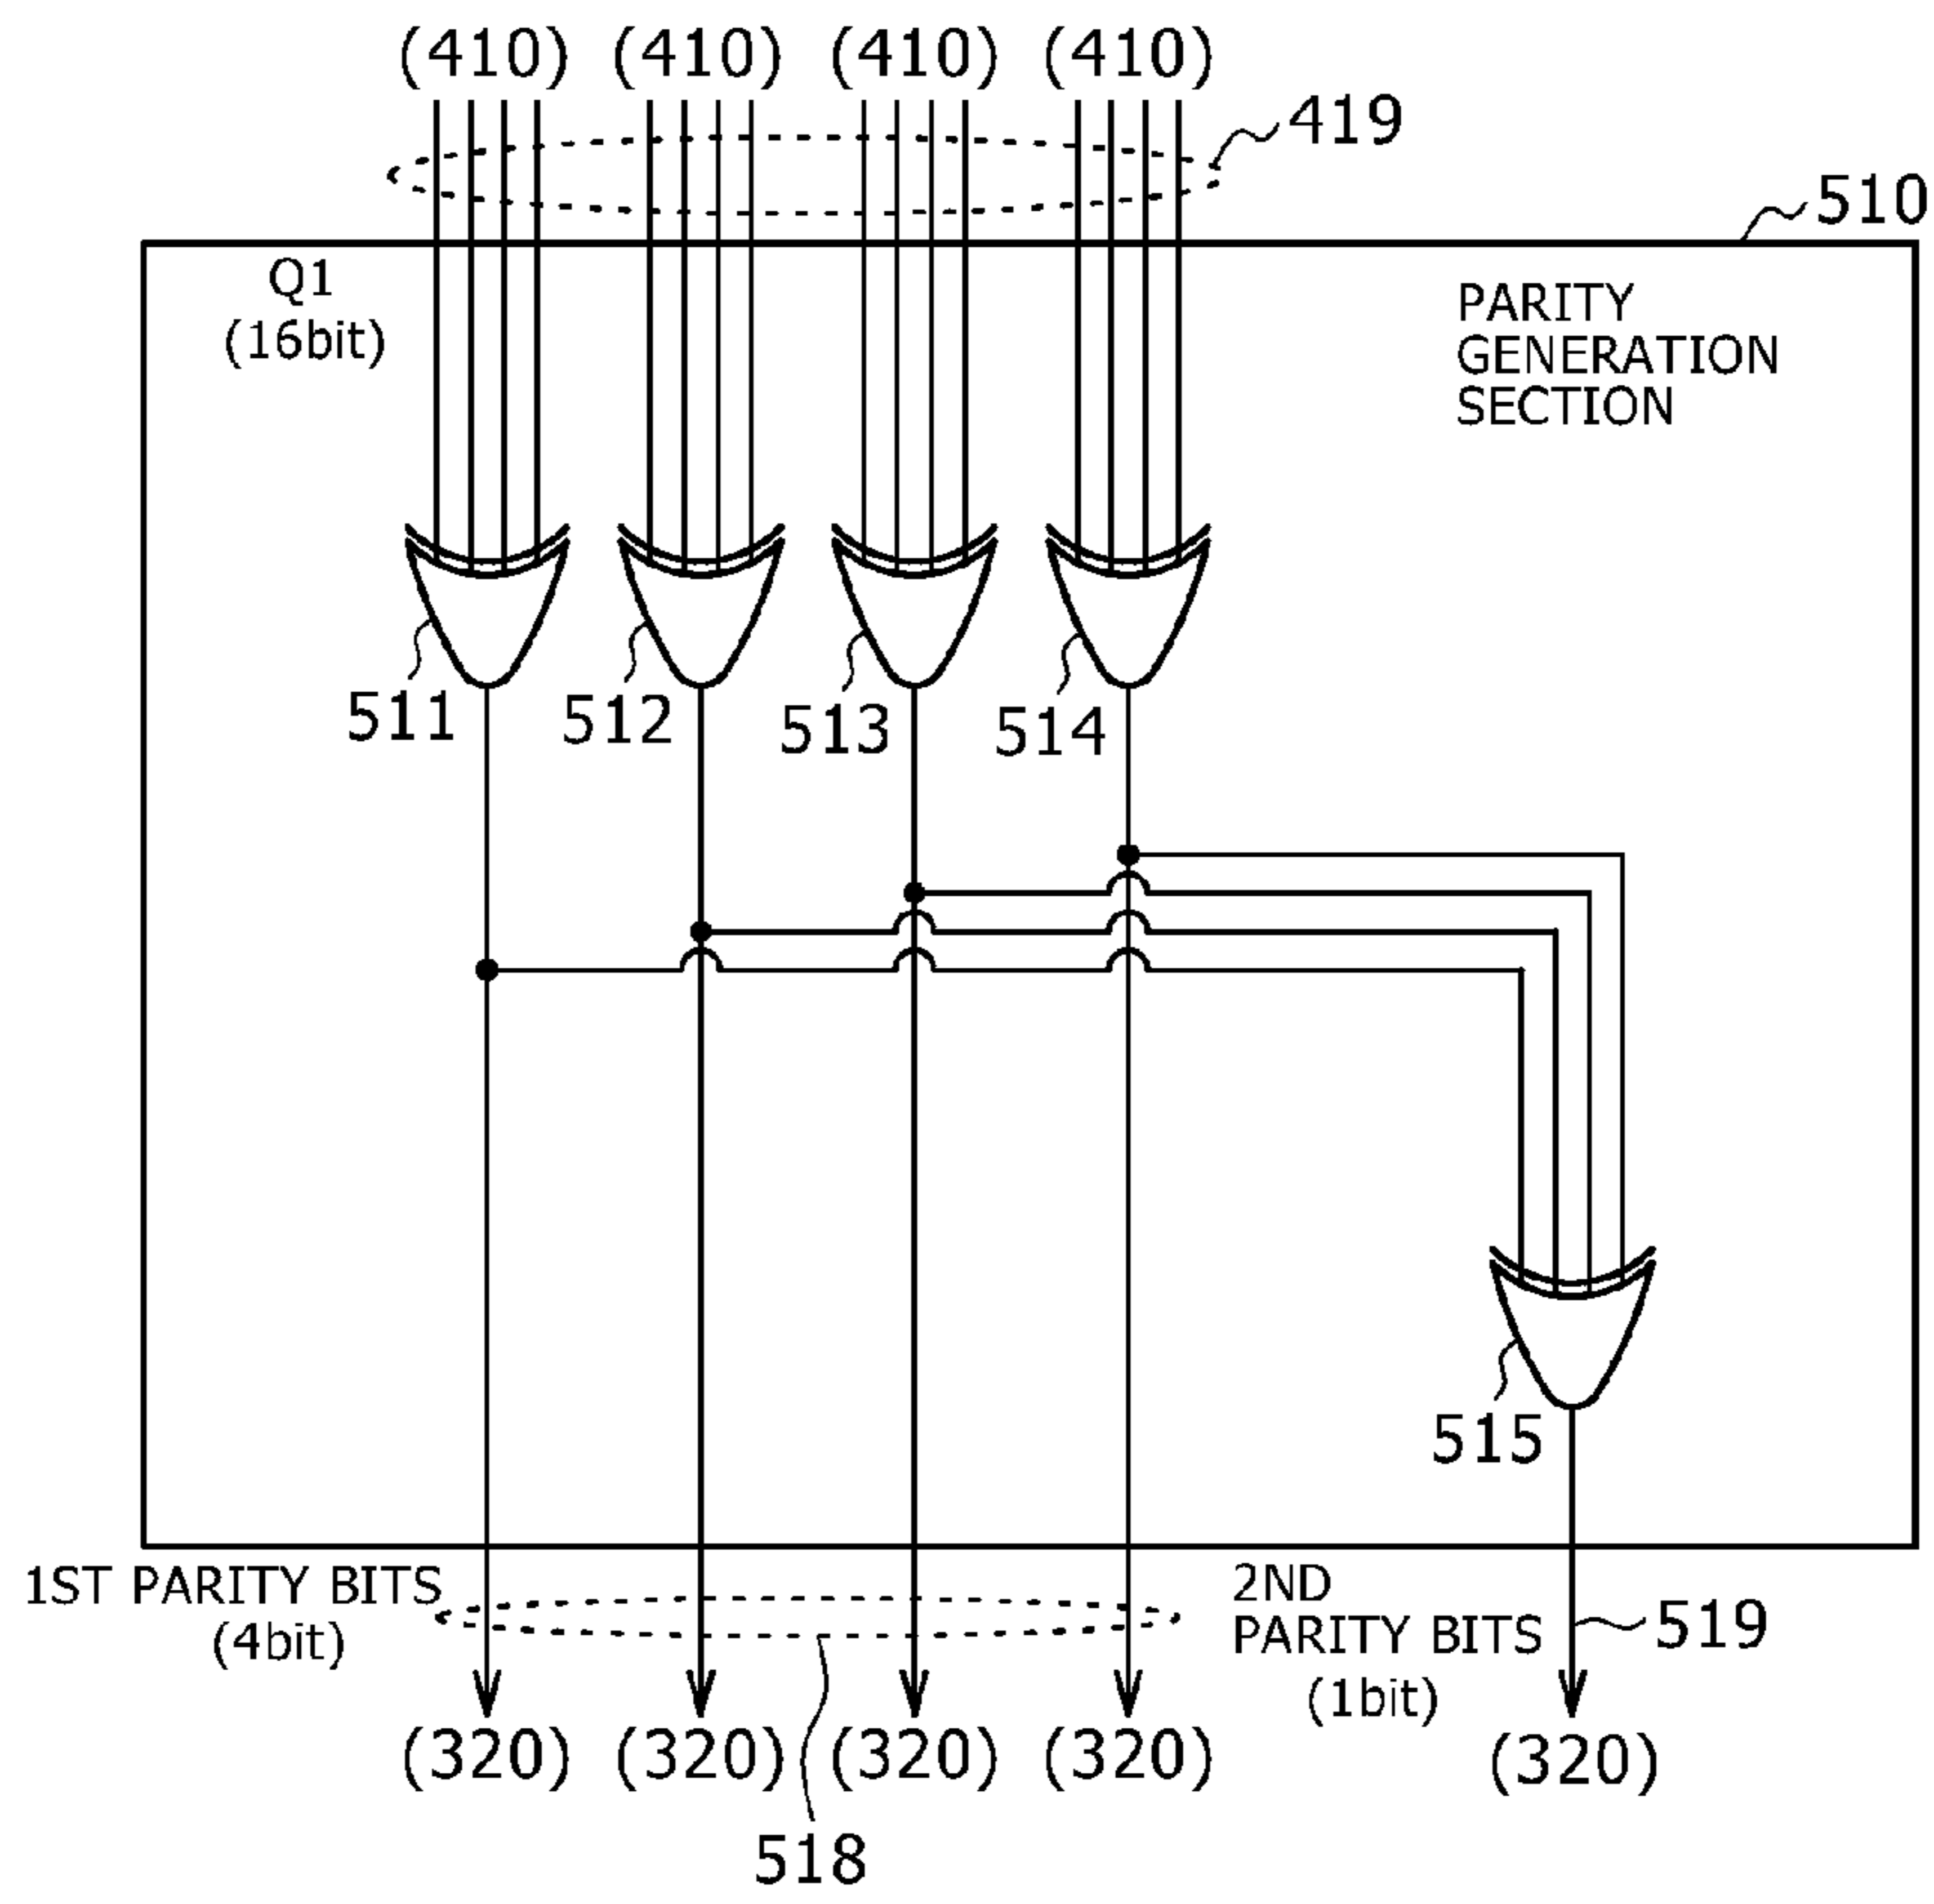 (410) (410) (410) (410)
419
510
Q1
(16bit)
PARITY
GENERATION
SECTION
511
512
513
514
515
1ST PARITY BITS
(4bit)
2ND
PARITY BITS
(1bit)
519
(320) (320) (320) (320) (320)
518